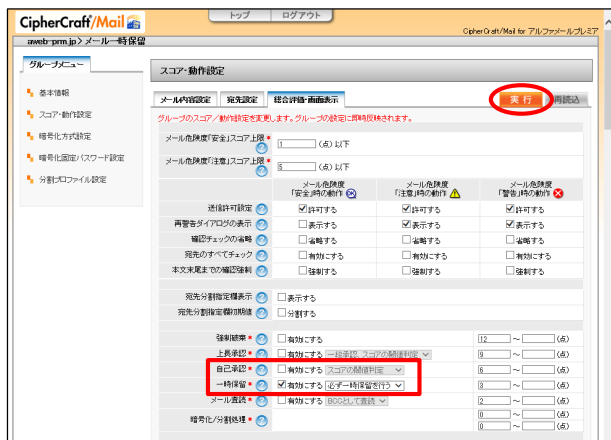 CipherCraft/Mail
トップ ログアウト
CipherCraft/Mail for アルファメールプレミア
aweb-prm.jp>メール一時保留
グループメニュー
基本情報
スコア・動作設定
暗号化方式設定
暗号化固定パスワード設定
分割プロファイル設定
スコア・動作設定
メール内容設定 宛先設定 総合評価・画面表示 実行 再読込
グループのスコア/動作設定を変更します。グループの設定に即時反映されます。
メール危険度「安全」スコア上限* 1 (点)以下
メール危険度「注意」スコア上限* 5 (点)以下
メール危険度「安全」時の動作 OK メール危険度「注意」時の動作 メール危険度「警告」時の動作
送信許可設定 許可する 許可する 許可する
再警告ダイアログの表示 表示する 表示する 表示する
確認チェックの省略 省略する 省略する 省略する
宛先のすべてチェック 有効にする 有効にする 有効にする
本文末尾までの確認強制 強制する 強制する 強制する
宛先分割指定欄表示 表示する
宛先分割指定欄初期値 分割する
強制破棄* 有効にする 12 ～ (点)
上長承認* 有効にする 一段承認、スコアの閾値判定 9 ～ (点)
自己承認* 有効にする スコアの閾値判定 6 ～ (点)
一時保留* 有効にする 必ず一時保留を行う 3 ～ (点)
メール査読* 有効にする BCCとして査読 2 ～ (点)
暗号化/分割処理* 0 ～ (点)
0 ～ (点)